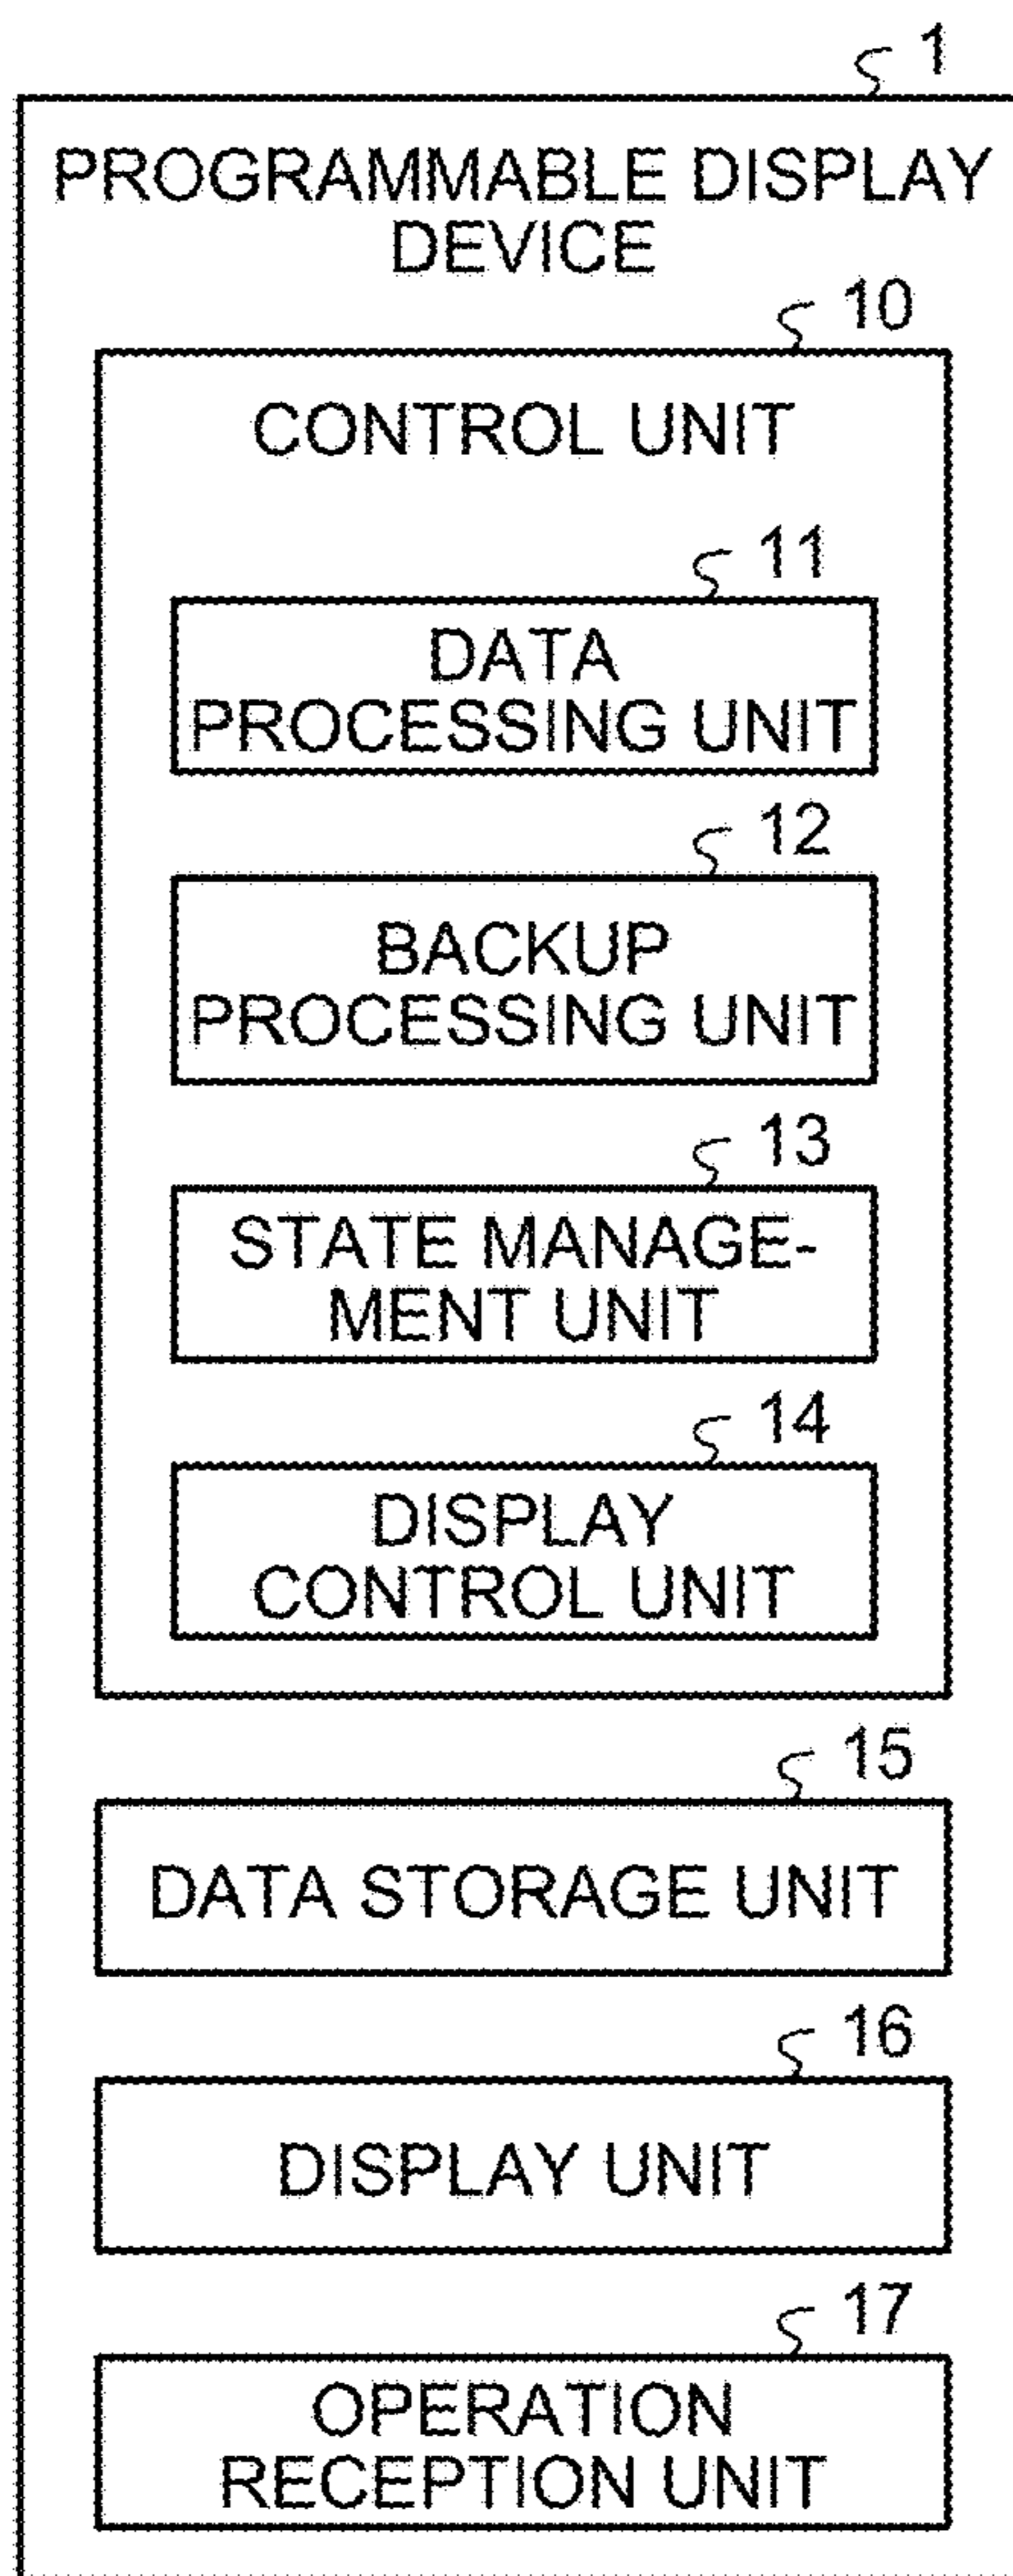 1
PROGRAMMABLE DISPLAY
DEVICE
10
CONTROL UNIT
11
DATA
PROCESSING UNIT
12
BACKUP
PROCESSING UNIT
13
STATE MANAGE-
MENT UNIT
14
DISPLAY
CONTROL UNIT
15
DATA STORAGE UNIT
16
DISPLAY UNIT
17
OPERATION
RECEPTION UNIT